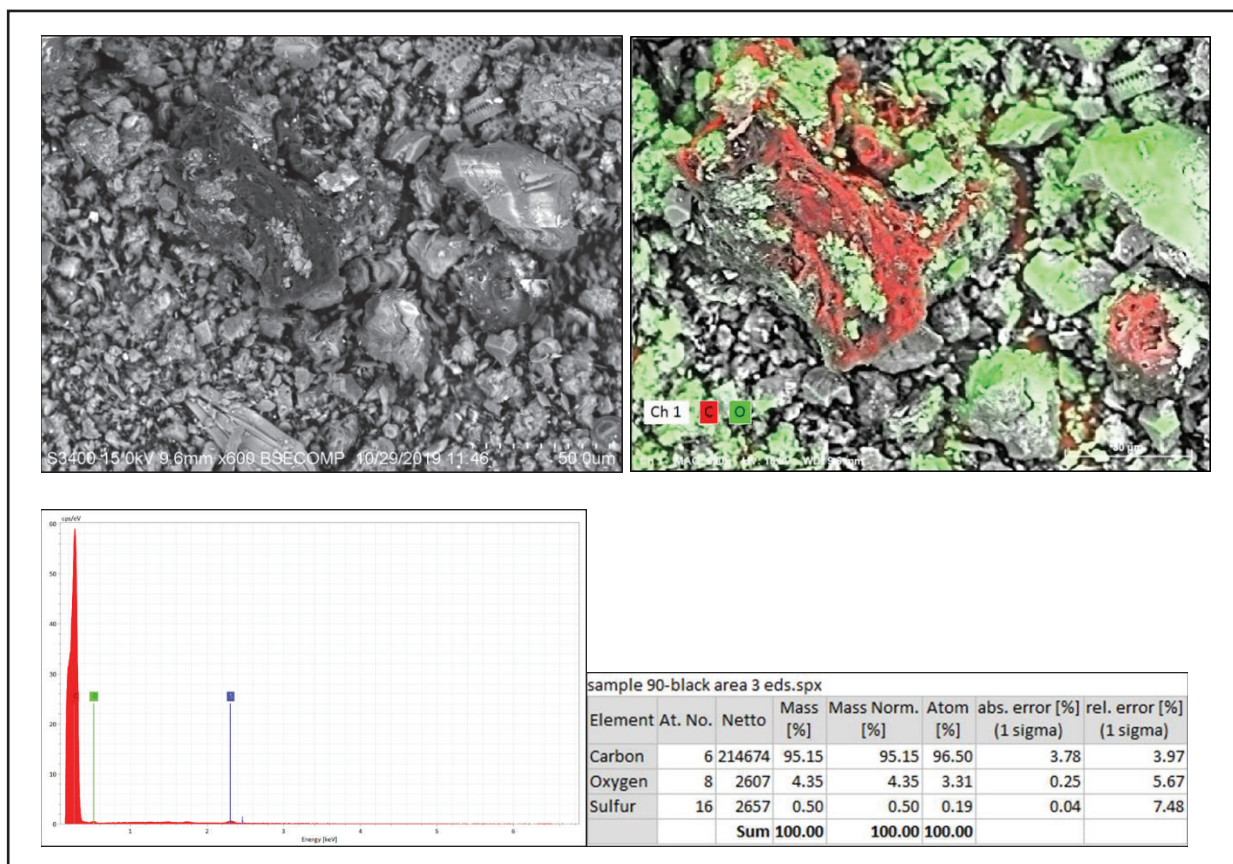 S3400 15.0kV 9.6mm x600 BSECOMP 10/29/2019 11:46
50.0um
Ch 1 C O
cps/eV
60
50
40
30
20
10
0
1 2 3 4 5 6
Energy [keV]
sample 90-black area 3 eds.spx
Element At. No. Netto Mass [%] Mass Norm. [%] Atom [%] abs. error [%] (1 sigma) rel. error [%] (1 sigma)
Carbon 6 214674 95.15 95.15 96.50 3.78 3.97
Oxygen 8 2607 4.35 4.35 3.31 0.25 5.67
Sulfur 16 2657 0.50 0.50 0.19 0.04 7.48
Sum 100.00 100.00 100.00